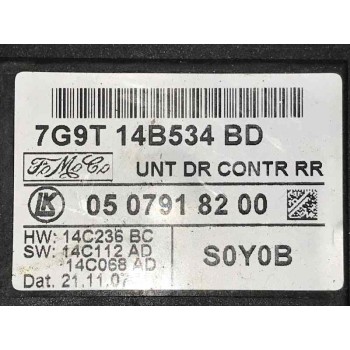 7G9T 14B534 BD
FoMoCo UNT DR CONTR RR
LK 05 0791 82 00
HW: 14C236 BC
SW: 14C112 AD
14C068 AD
Dat. 21.11.07
S0Y0B